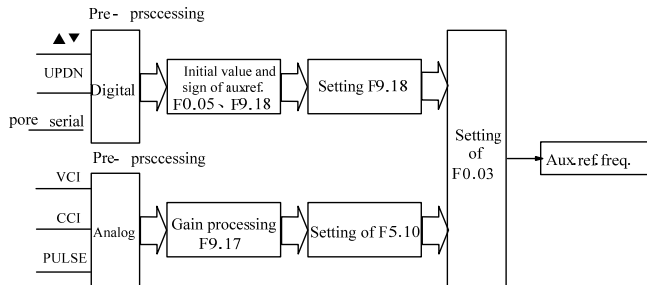 Pre- prsccessing
▲▼
UPDN
pore serial
Digital
Initial value and
sign of auxref.
F0.05、F9.18
Setting F9.18
Pre- prsccessing
VCI
CCI
PULSE
Analog
Gain processing
F9.17
Setting of F5.10
Setting
of
F0.03
Aux.ref.freq.